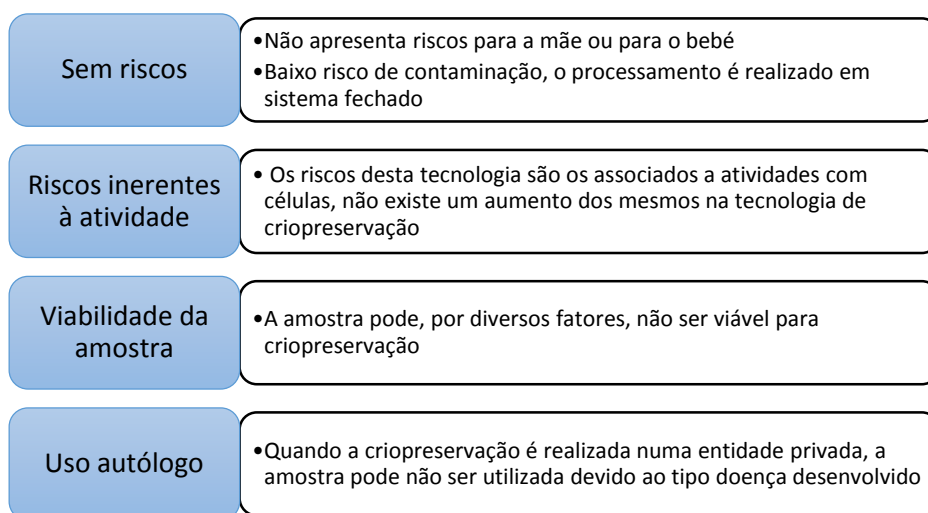 Sem riscos
•Não apresenta riscos para a mãe ou para o bebé
•Baixo risco de contaminação, o processamento é realizado em
sistema fechado
Riscos inerentes
à atividade
• Os riscos desta tecnologia são os associados a atividades com
células, não existe um aumento dos mesmos na tecnologia de
criopreservação
Viabilidade da
amostra
•A amostra pode, por diversos fatores, não ser viável para
criopreservação
Uso autólogo
•Quando a criopreservação é realizada numa entidade privada, a
amostra pode não ser utilizada devido ao tipo doença desenvolvido